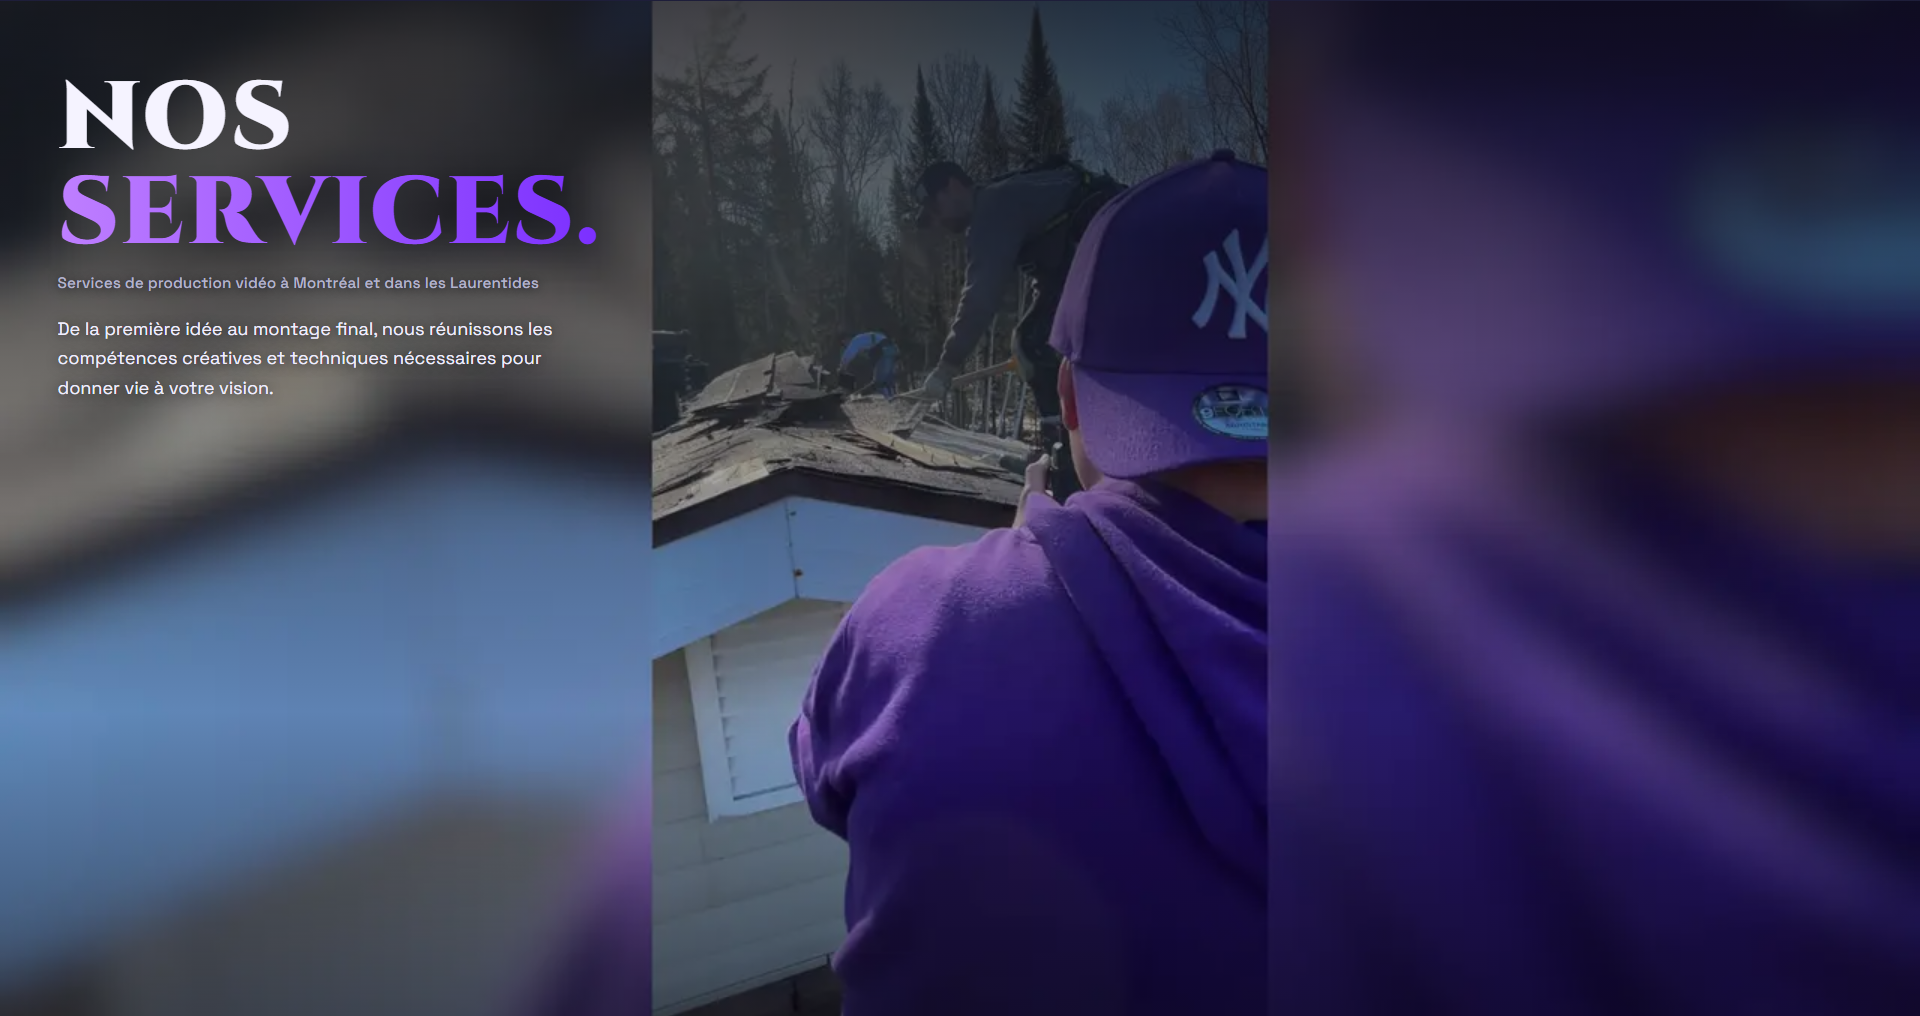 NOS
SERVICES.
Services de production vidéo à Montréal et dans les Laurentides
De la première idée au montage final, nous réunissons les
compétences créatives et techniques nécessaires pour
donner vie à votre vision.
NY